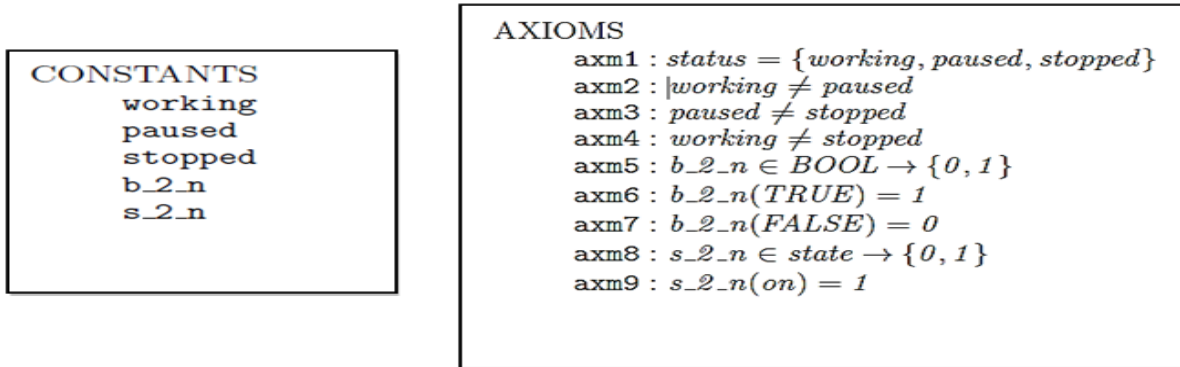 CONSTANTS
working
paused
stopped
b_2_n
s_2_n
AXIOMS
axm1 : status = {working, paused, stopped}
axm2 : |working ≠ paused
axm3 : paused ≠ stopped
axm4 : working ≠ stopped
axm5 : b_2_n ∈ BOOL → {0, 1}
axm6 : b_2_n(TRUE) = 1
axm7 : b_2_n(FALSE) = 0
axm8 : s_2_n ∈ state → {0, 1}
axm9 : s_2_n(on) = 1